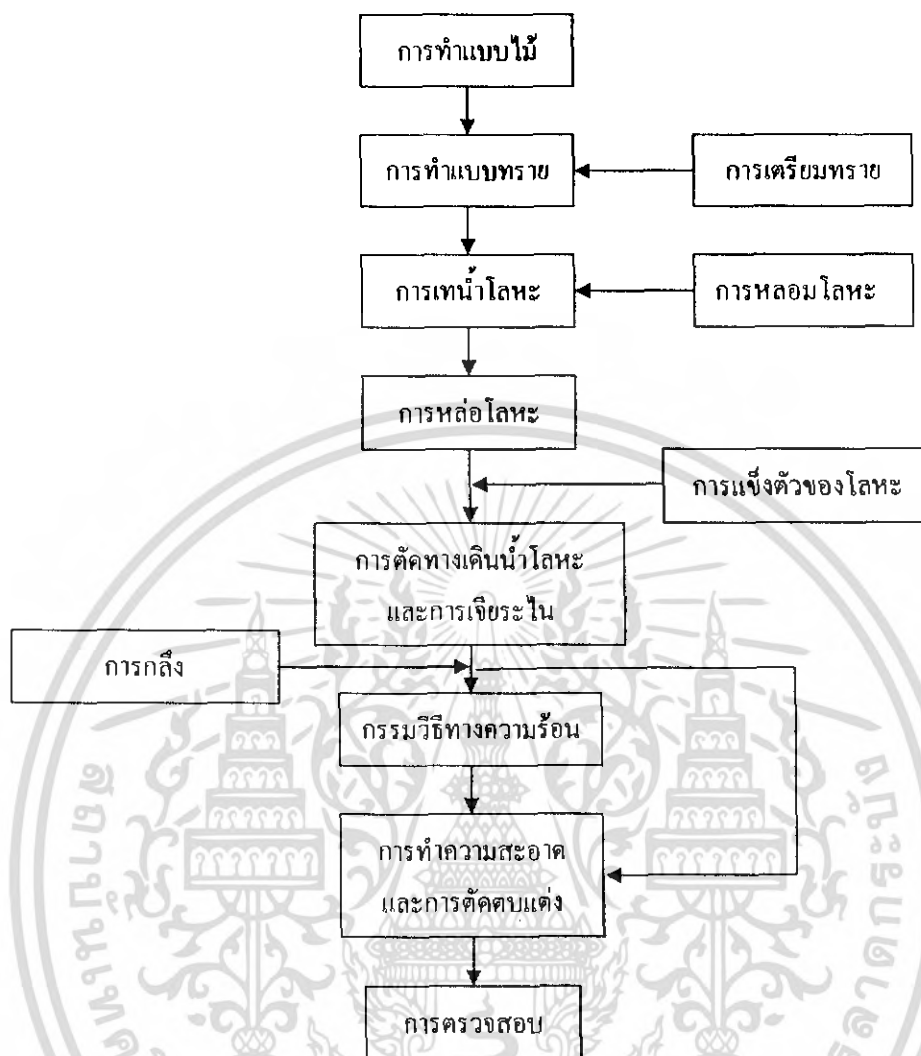 การทำแบบไม้
การทำแบบทราย
การเตรียมทราย
การเทน้ำโลหะ
การหลอมโลหะ
การหล่อโลหะ
การแข็งตัวของโลหะ
การตัดทางเดินน้ำโลหะ
และการเจียระไน
การกลึง
กรรมวิธีทางความร้อน
การทำความสะอาด
และการตัดตบแต่ง
การตรวจสอบ